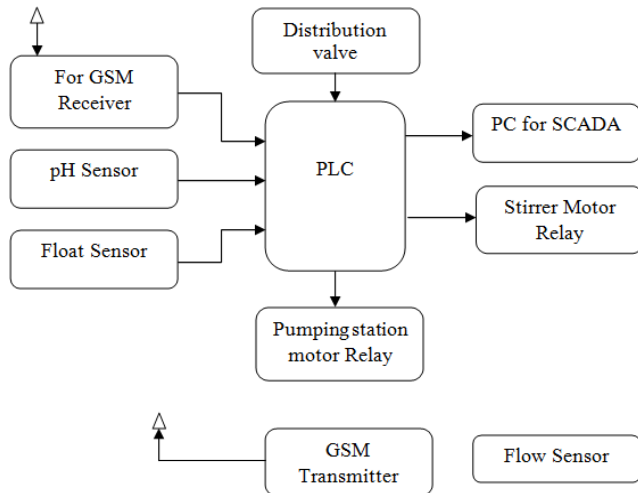 Distribution
valve
For GSM
Receiver
PC for SCADA
pH Sensor
PLC
Stirrer Motor
Relay
Float Sensor
Pumping station
motor Relay
GSM
Transmitter
Flow Sensor